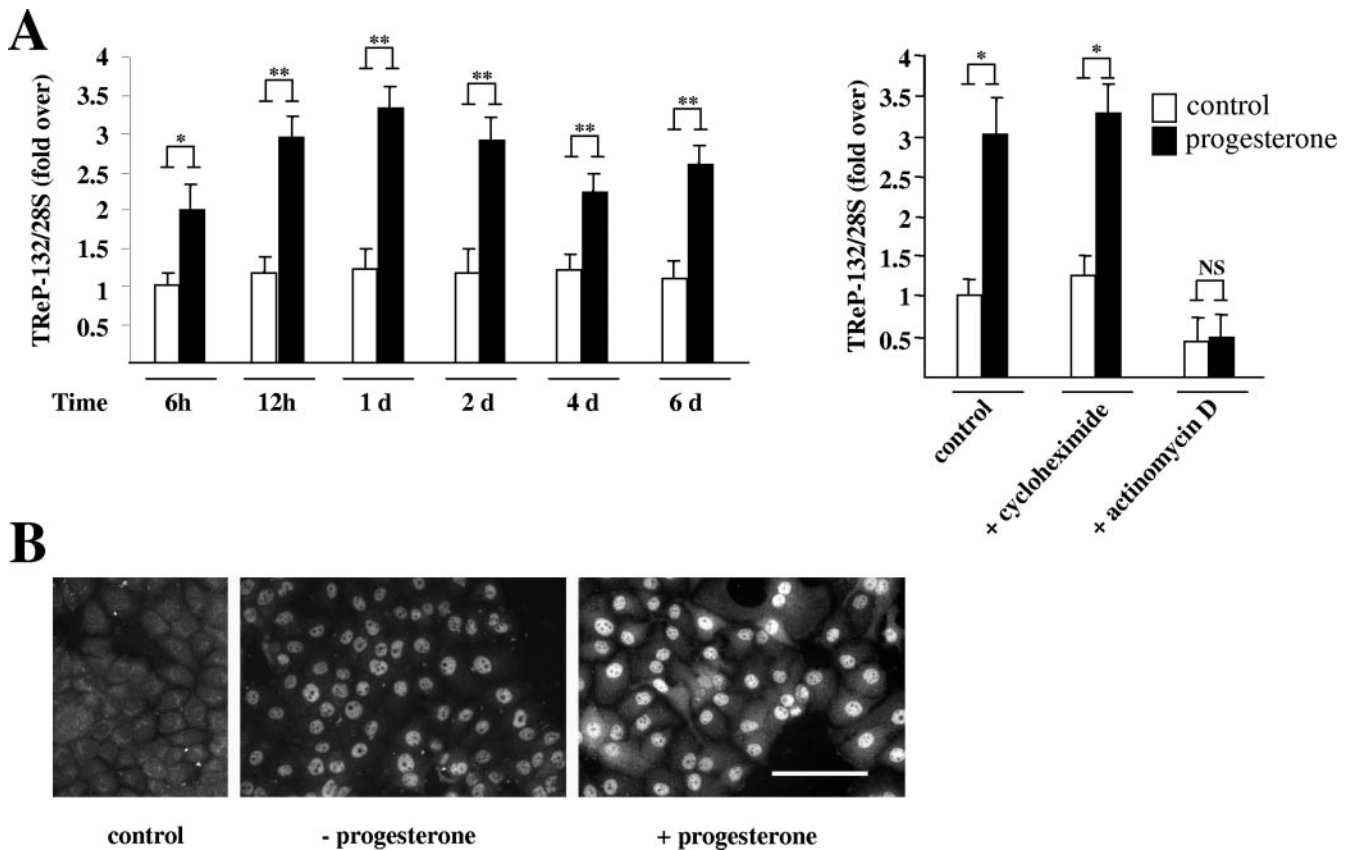 A
TReP-132/28S (fold over)
4
3.5
3
2.5
2
1.5
1
0.5
*
**
**
**
**
**
Time 6h 12h 1 d 2 d 4 d 6 d
TReP-132/28S (fold over)
4
3.5
3
2.5
2
1.5
1
0.5
*
*
NS
control
progesterone
control
+ cycloheximide
+ actinomycin D
B
control - progesterone + progesterone